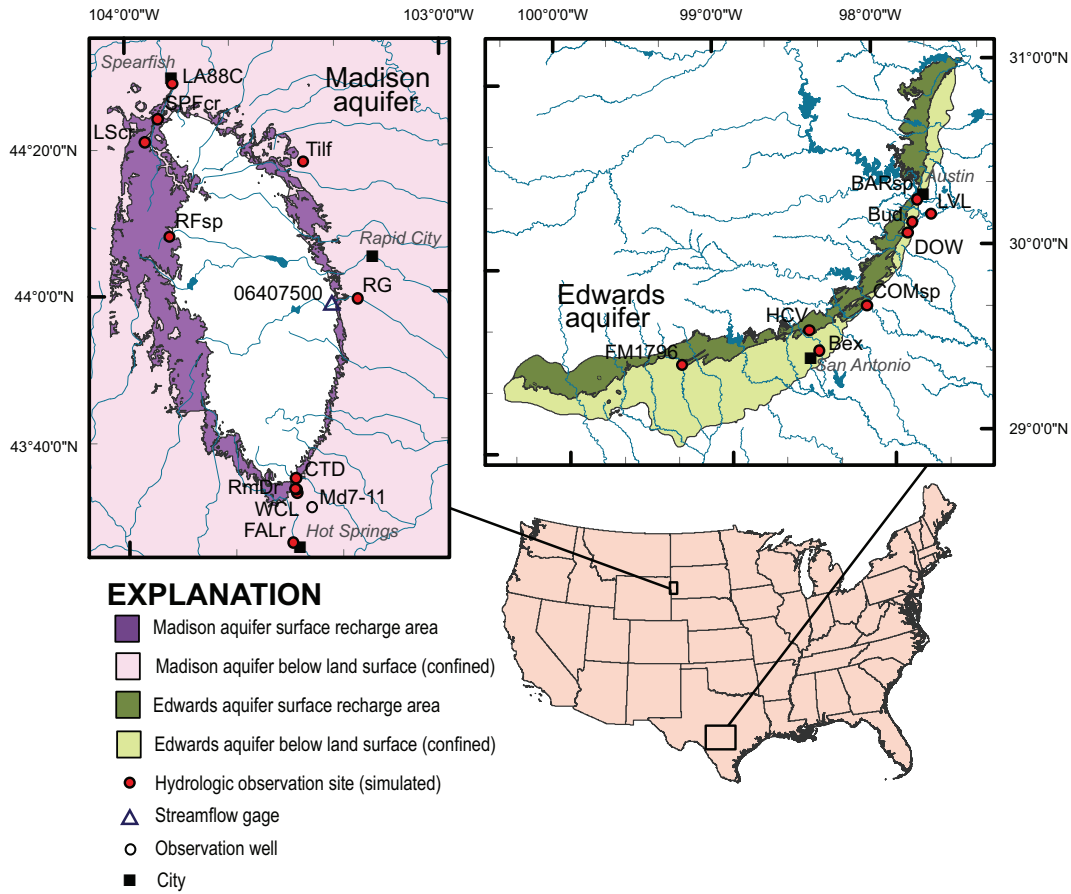 104°0'0"W
103°0'0"W
100°0'0"W
99°0'0"W
98°0'0"W
Spearfish
LA88C
Madison
aquifer
SPFcr
LScr
44°20'0"N
Tilf
RFsp
Rapid City
06407500
RG
44°0'0"N
43°40'0"N
CTD
RmDr
Md7-11
WCL
FALr
Hot Springs
31°0'0"N
Austin
BARsp
LVL
Bud
DOW
30°0'0"N
Edwards
aquifer
COMsp
HCV
Bex
FM1796
San Antonio
29°0'0"N
EXPLANATION
Madison aquifer surface recharge area
Madison aquifer below land surface (confined)
Edwards aquifer surface recharge area
Edwards aquifer below land surface (confined)
Hydrologic observation site (simulated)
Streamflow gage
Observation well
City